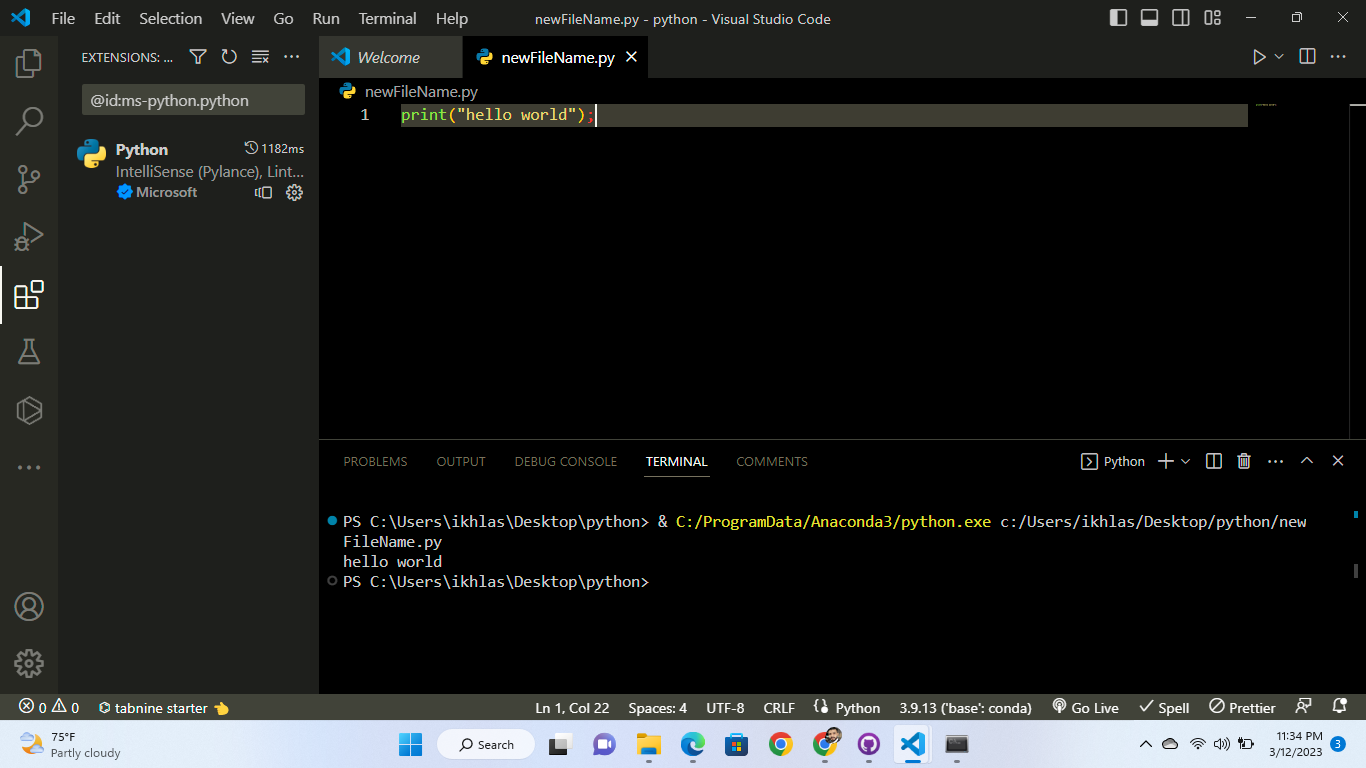 File Edit Selection View Go Run Terminal Help newFileName.py - python - Visual Studio Code
EXTENSIONS: ...
@id:ms-python.python
Python 1182ms
IntelliSense (Pylance), Lint...
Microsoft
Welcome newFileName.py
newFileName.py
1 print("hello world");
PROBLEMS OUTPUT DEBUG CONSOLE TERMINAL COMMENTS Python
PS C:\Users\ikhlas\Desktop\python> & C:/ProgramData/Anaconda3/python.exe c:/Users/ikhlas/Desktop/python/new
FileName.py
hello world
PS C:\Users\ikhlas\Desktop\python>
0 0 tabnine starter Ln 1, Col 22 Spaces: 4 UTF-8 CRLF Python 3.9.13 ('base': conda) Go Live Spell Prettier
75°F
Partly cloudy
Search
11:34 PM
3/12/2023
3